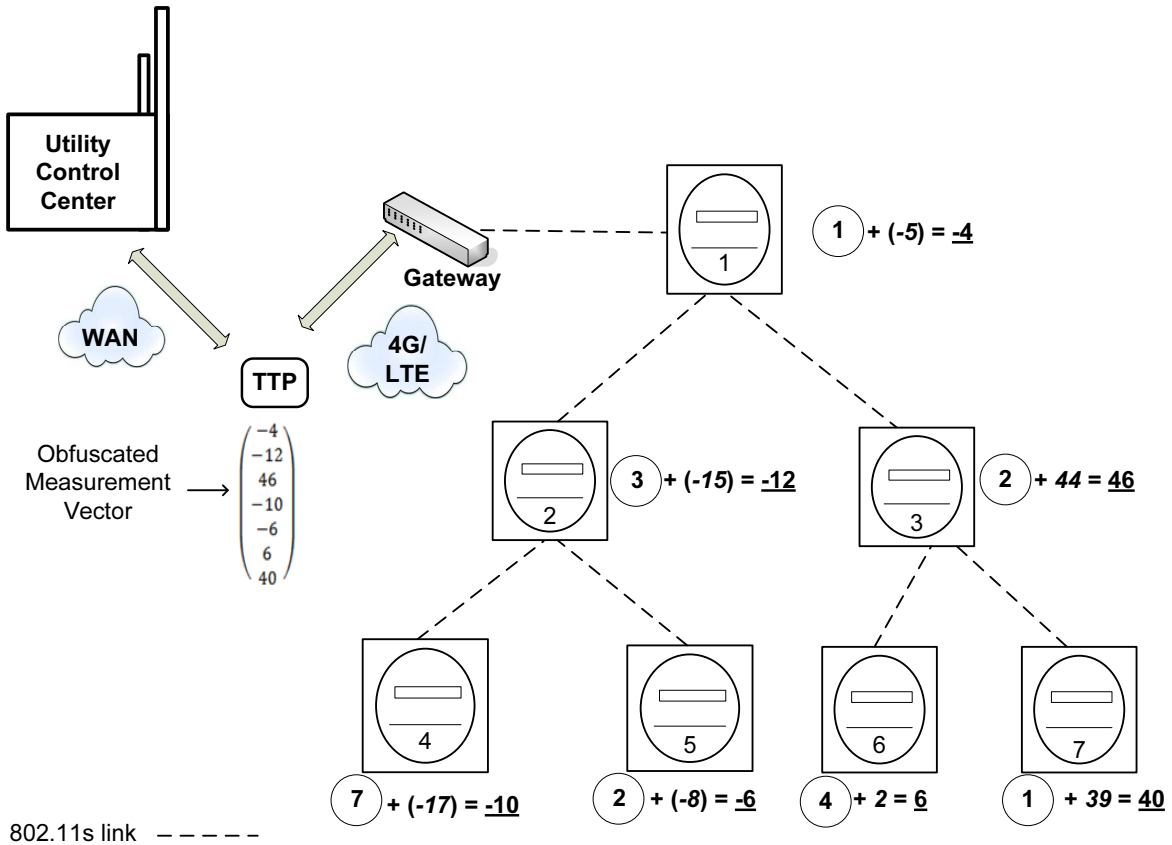 Utility
Control
Center
Gateway
1
1 + (-5) = -4
WAN
4G/
LTE
TTP
Obfuscated
Measurement
Vector
−4
−12
46
−10
−6
6
40
2
3 + (-15) = -12
3
2 + 44 = 46
4
5
6
7
7 + (-17) = -10
2 + (-8) = -6
4 + 2 = 6
1 + 39 = 40
802.11s link